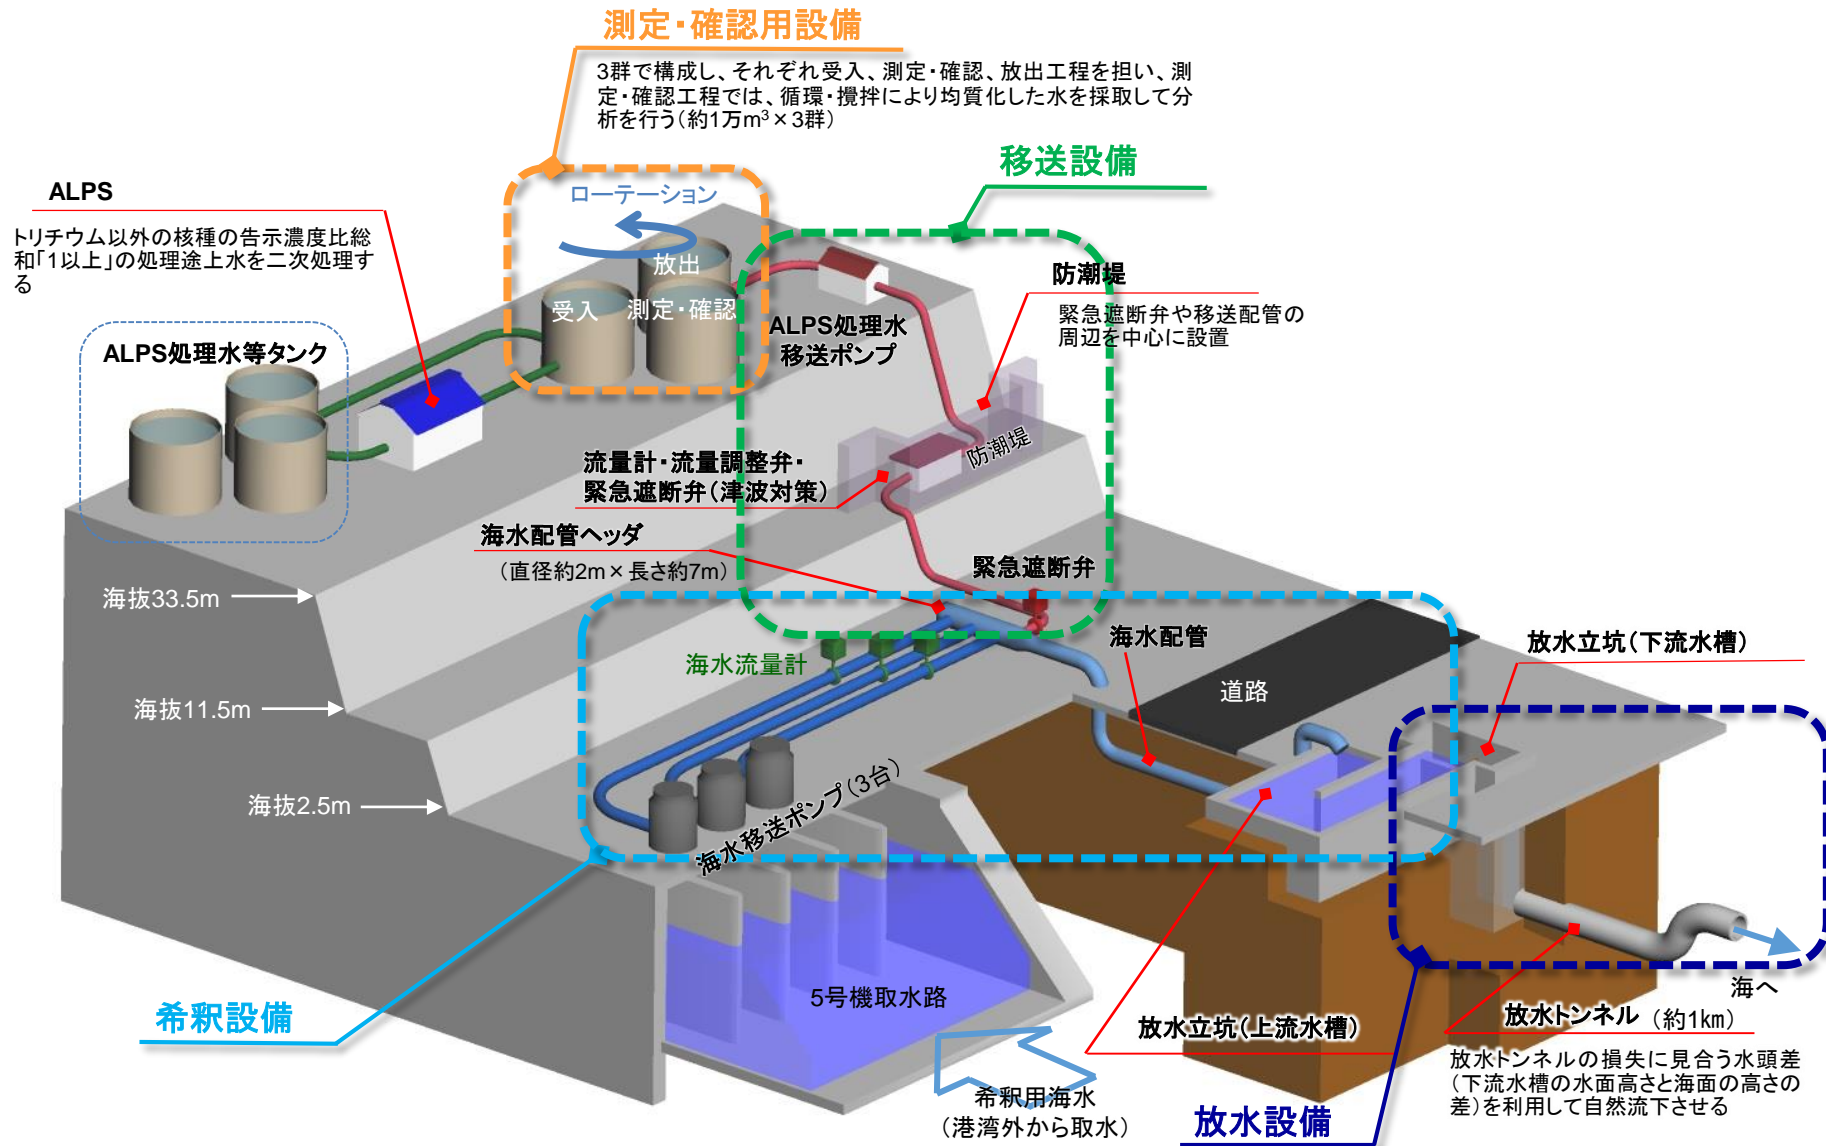 測定・確認用設備
3群で構成し、それぞれ受入、測定・確認、放出工程を担い、測
定・確認工程では、循環・攪拌により均質化した水を採取して分
析を行う(約1万m³×3群)
移送設備
ALPS
トリチウム以外の核種の告示濃度比総
和「1以上」の処理途上水を二次処理す
る
ローテーション
放出
受入
測定・確認
防潮堤
緊急遮断弁や移送配管の
周辺を中心に設置
ALPS処理水
移送ポンプ
ALPS処理水等タンク
防潮堤
流量計・流量調整弁・
緊急遮断弁(津波対策)
海水配管ヘッダ
(直径約2m×長さ約7m)
緊急遮断弁
海抜33.5m
海水流量計
海水配管
放水立坑(下流水槽)
道路
海抜11.5m
海抜2.5m
海水移送ポンプ(3台)
5号機取水路
希釈設備
海へ
放水立坑(上流水槽)
放水トンネル (約1km)
放水トンネルの損失に見合う水頭差
(下流水槽の水面高さと海面の高さの
差)を利用して自然流下させる
希釈用海水
(港湾外から取水)
放水設備